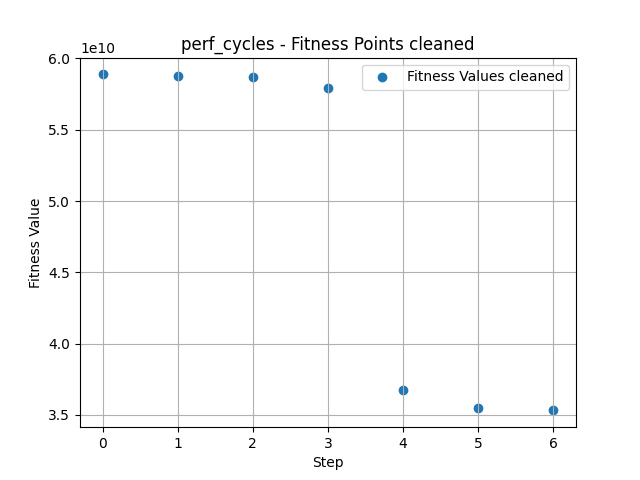 perf_cycles - Fitness Points cleaned
1e10
6.0
5.5
5.0
4.5
4.0
3.5
Fitness Value
Fitness Values cleaned
0 1 2 3 4 5 6
Step